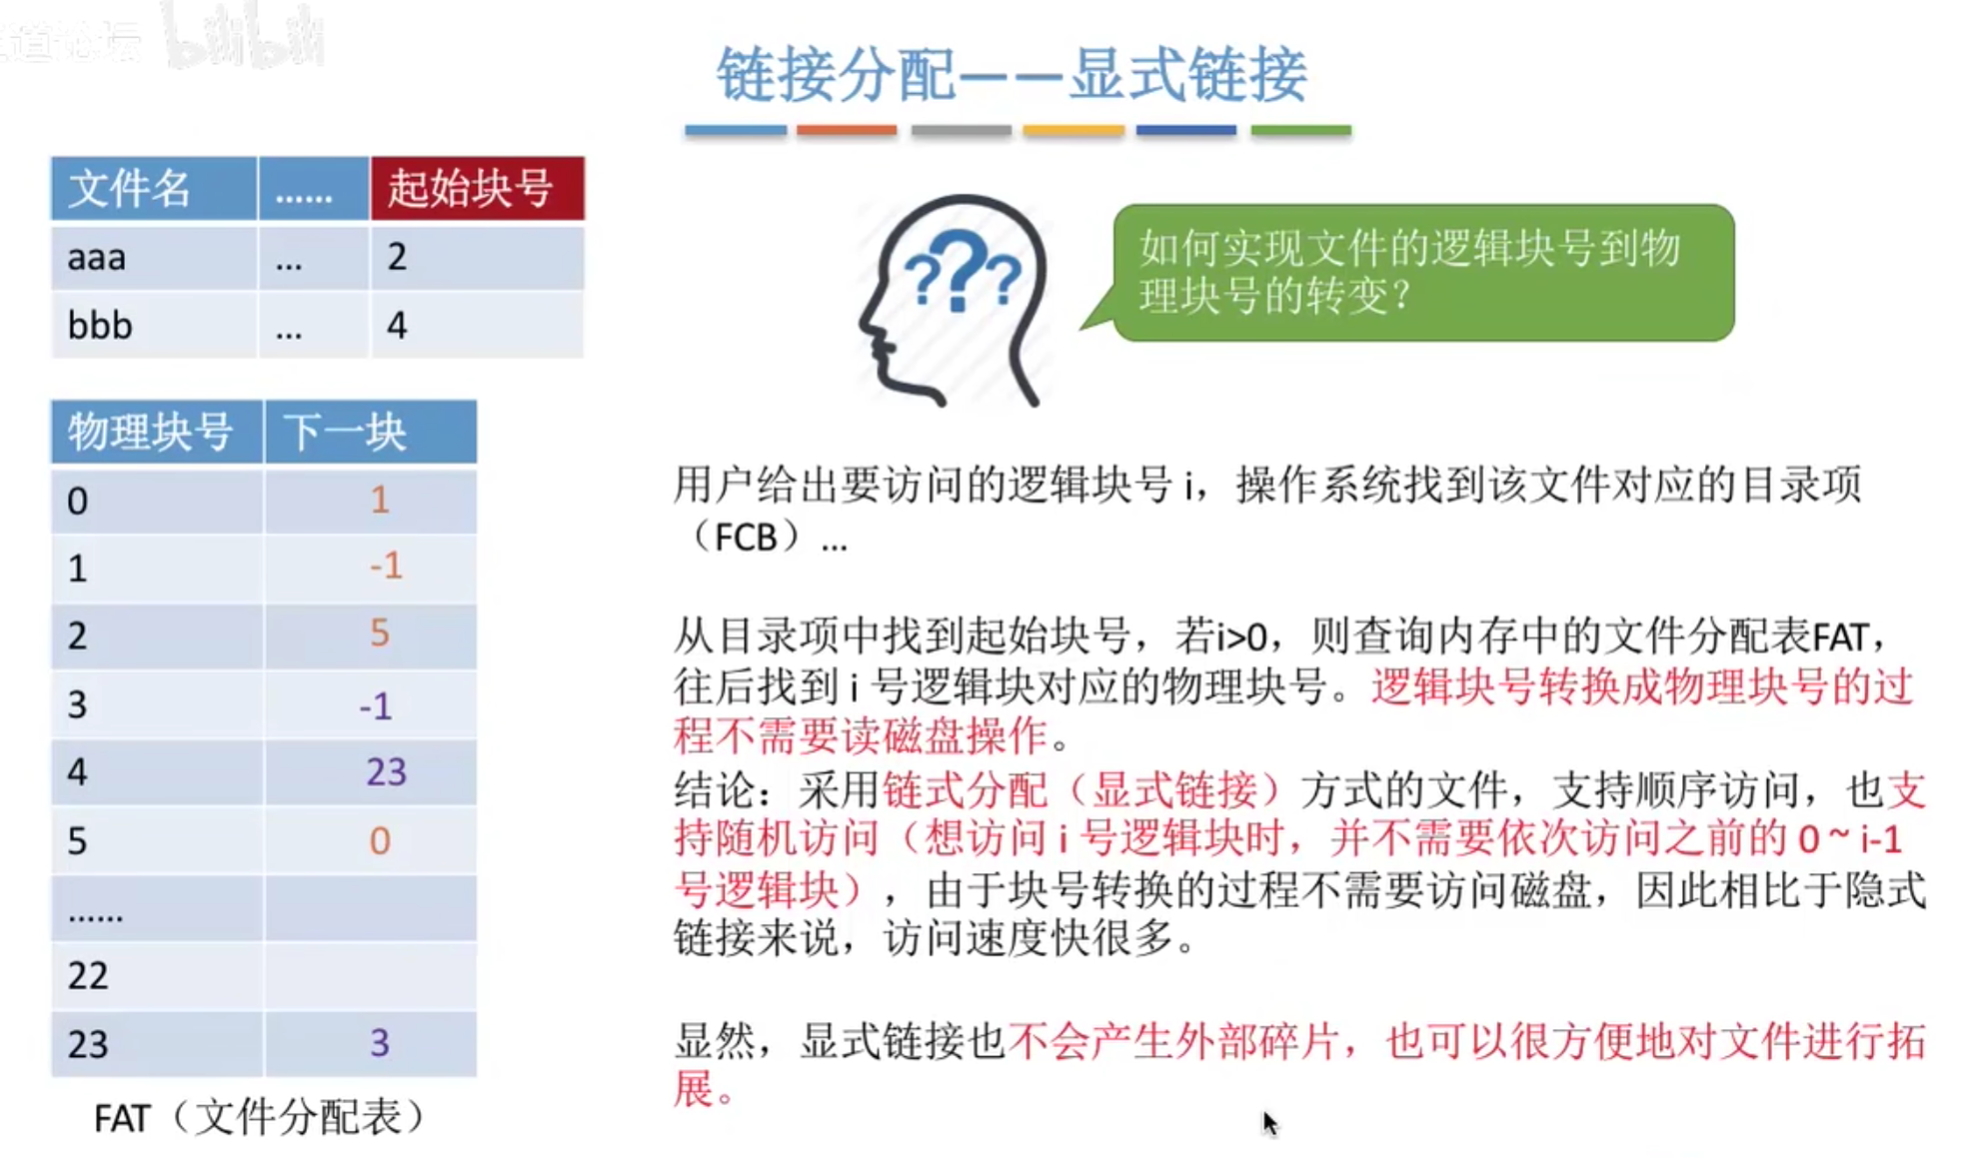 道论坛 bilibili
链接分配——显式链接
文件名 …… 起始块号
aaa … 2
bbb … 4
如何实现文件的逻辑块号到物
理块号的转变？
物理块号 下一块
0 1
1 -1
2 5
3 -1
4 23
5 0
……
22
23 3
FAT（文件分配表）
用户给出要访问的逻辑块号 i，操作系统找到该文件对应的目录项
（FCB）…
从目录项中找到起始块号，若i>0，则查询内存中的文件分配表FAT，
往后找到 i 号逻辑块对应的物理块号。逻辑块号转换成物理块号的过
程不需要读磁盘操作。
结论：采用链式分配（显式链接）方式的文件，支持顺序访问，也支
持随机访问（想访问 i 号逻辑块时，并不需要依次访问之前的 0 ~ i-1
号逻辑块），由于块号转换的过程不需要访问磁盘，因此相比于隐式
链接来说，访问速度快很多。
显然，显式链接也不会产生外部碎片，也可以很方便地对文件进行拓
展。
???